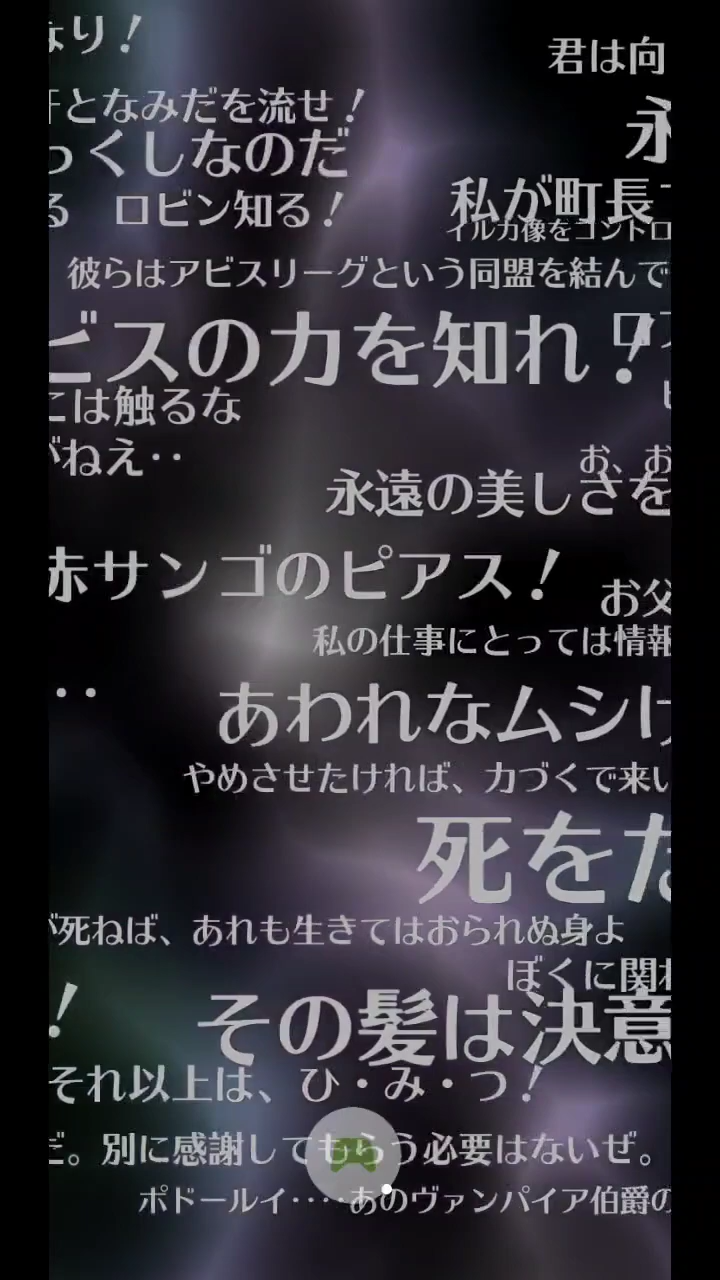 なり！
君は向
汗となみだを流せ！
永
っくしなのだ
る　ロビン知る！
私が町長
イルカ像をコントロ
彼らはアビスリーグという同盟を結んで
ビスの力を知れ！
こは触るな
がねえ‥
お、お
永遠の美しさを
赤サンゴのピアス！
お父
私の仕事にとっては情報
‥
あわれなムシけ
やめさせたければ、力づくで来い
死をた
が死ねば、あれも生きてはおられぬ身よ
ぼくに関わ
！
その髪は決意
それ以上は、ひ・み・つ！
だ。別に感謝してもらう必要はないぜ。
ポドールイ‥‥あのヴァンパイア伯爵の